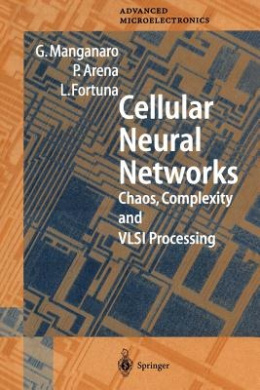 ADVANCED
MICROELECTRONICS
G.Manganaro
P.Arena
L.Fortuna
Cellular
Neural
Networks
Chaos, Complexity
and
VLSI Processing
Springer